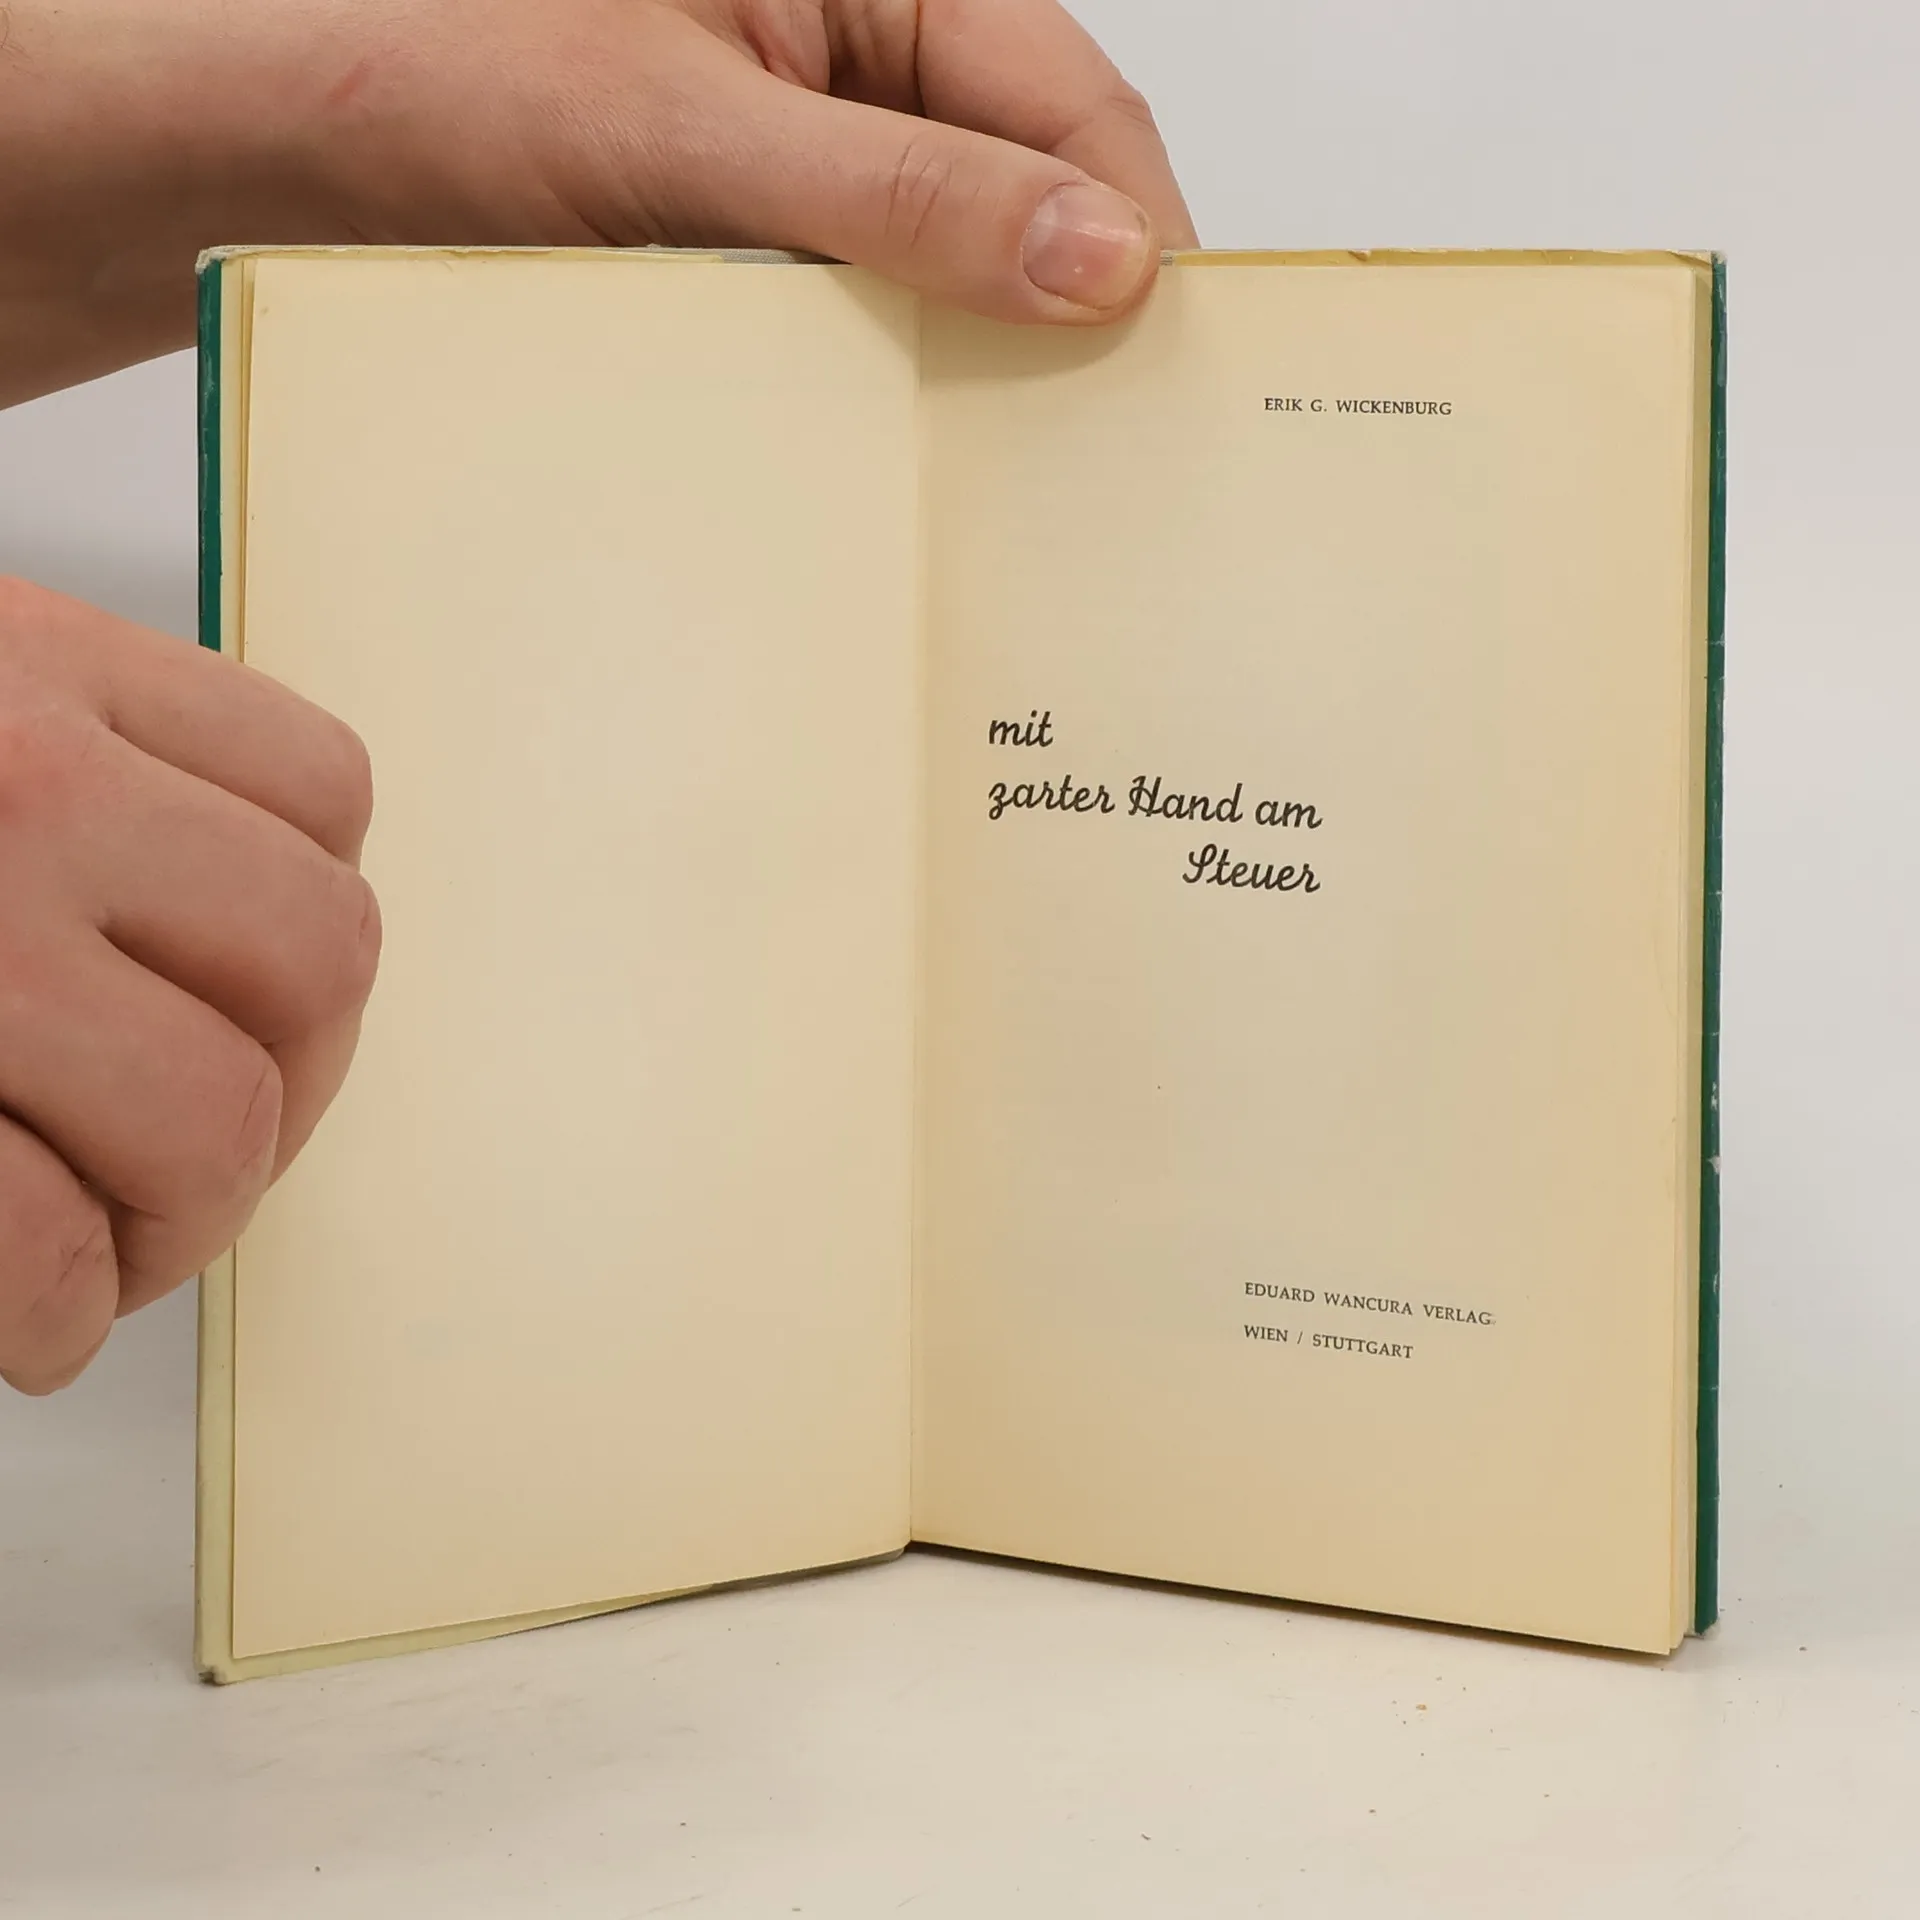 ERIK G. WICKENBURG
mit
zarter Hand am
Steuer
EDUARD WANCURA VERLAG
WIEN / STUTTGART